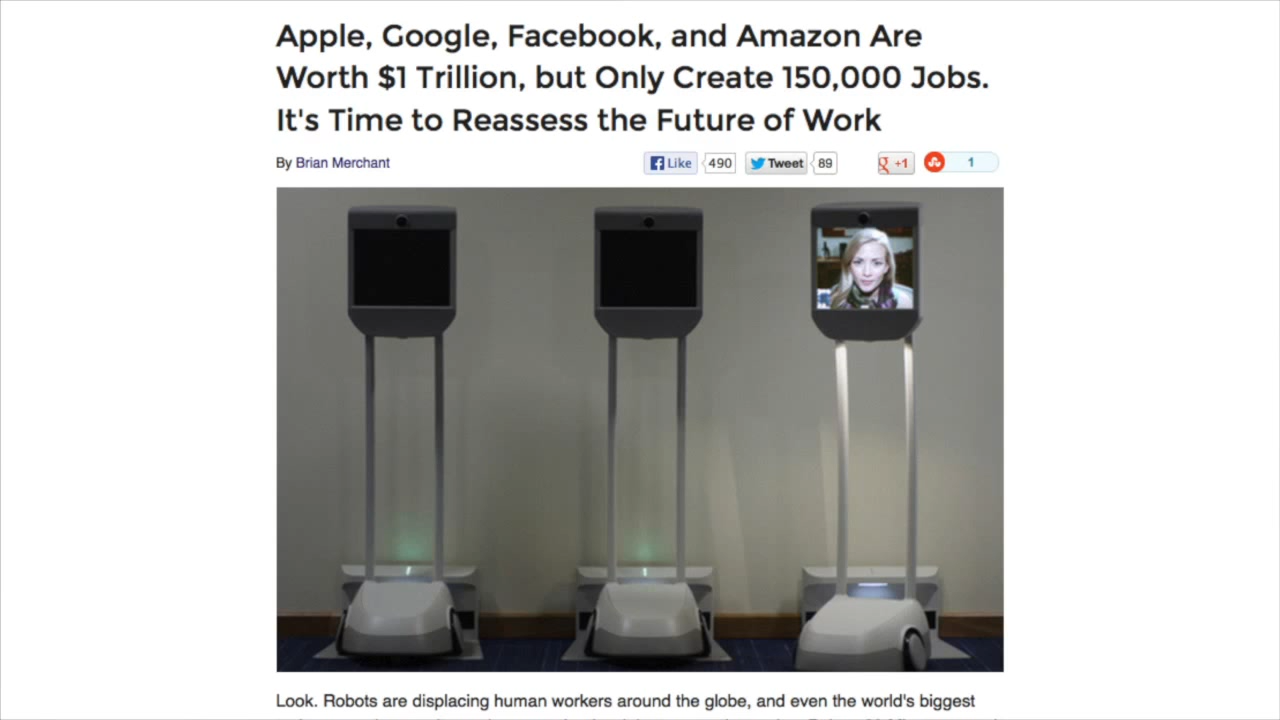 Apple, Google, Facebook, and Amazon Are
Worth $1 Trillion, but Only Create 150,000 Jobs.
It's Time to Reassess the Future of Work
By Brian Merchant
Like 490 Tweet 89 g +1 1
Look. Robots are displacing human workers around the globe, and even the world's biggest